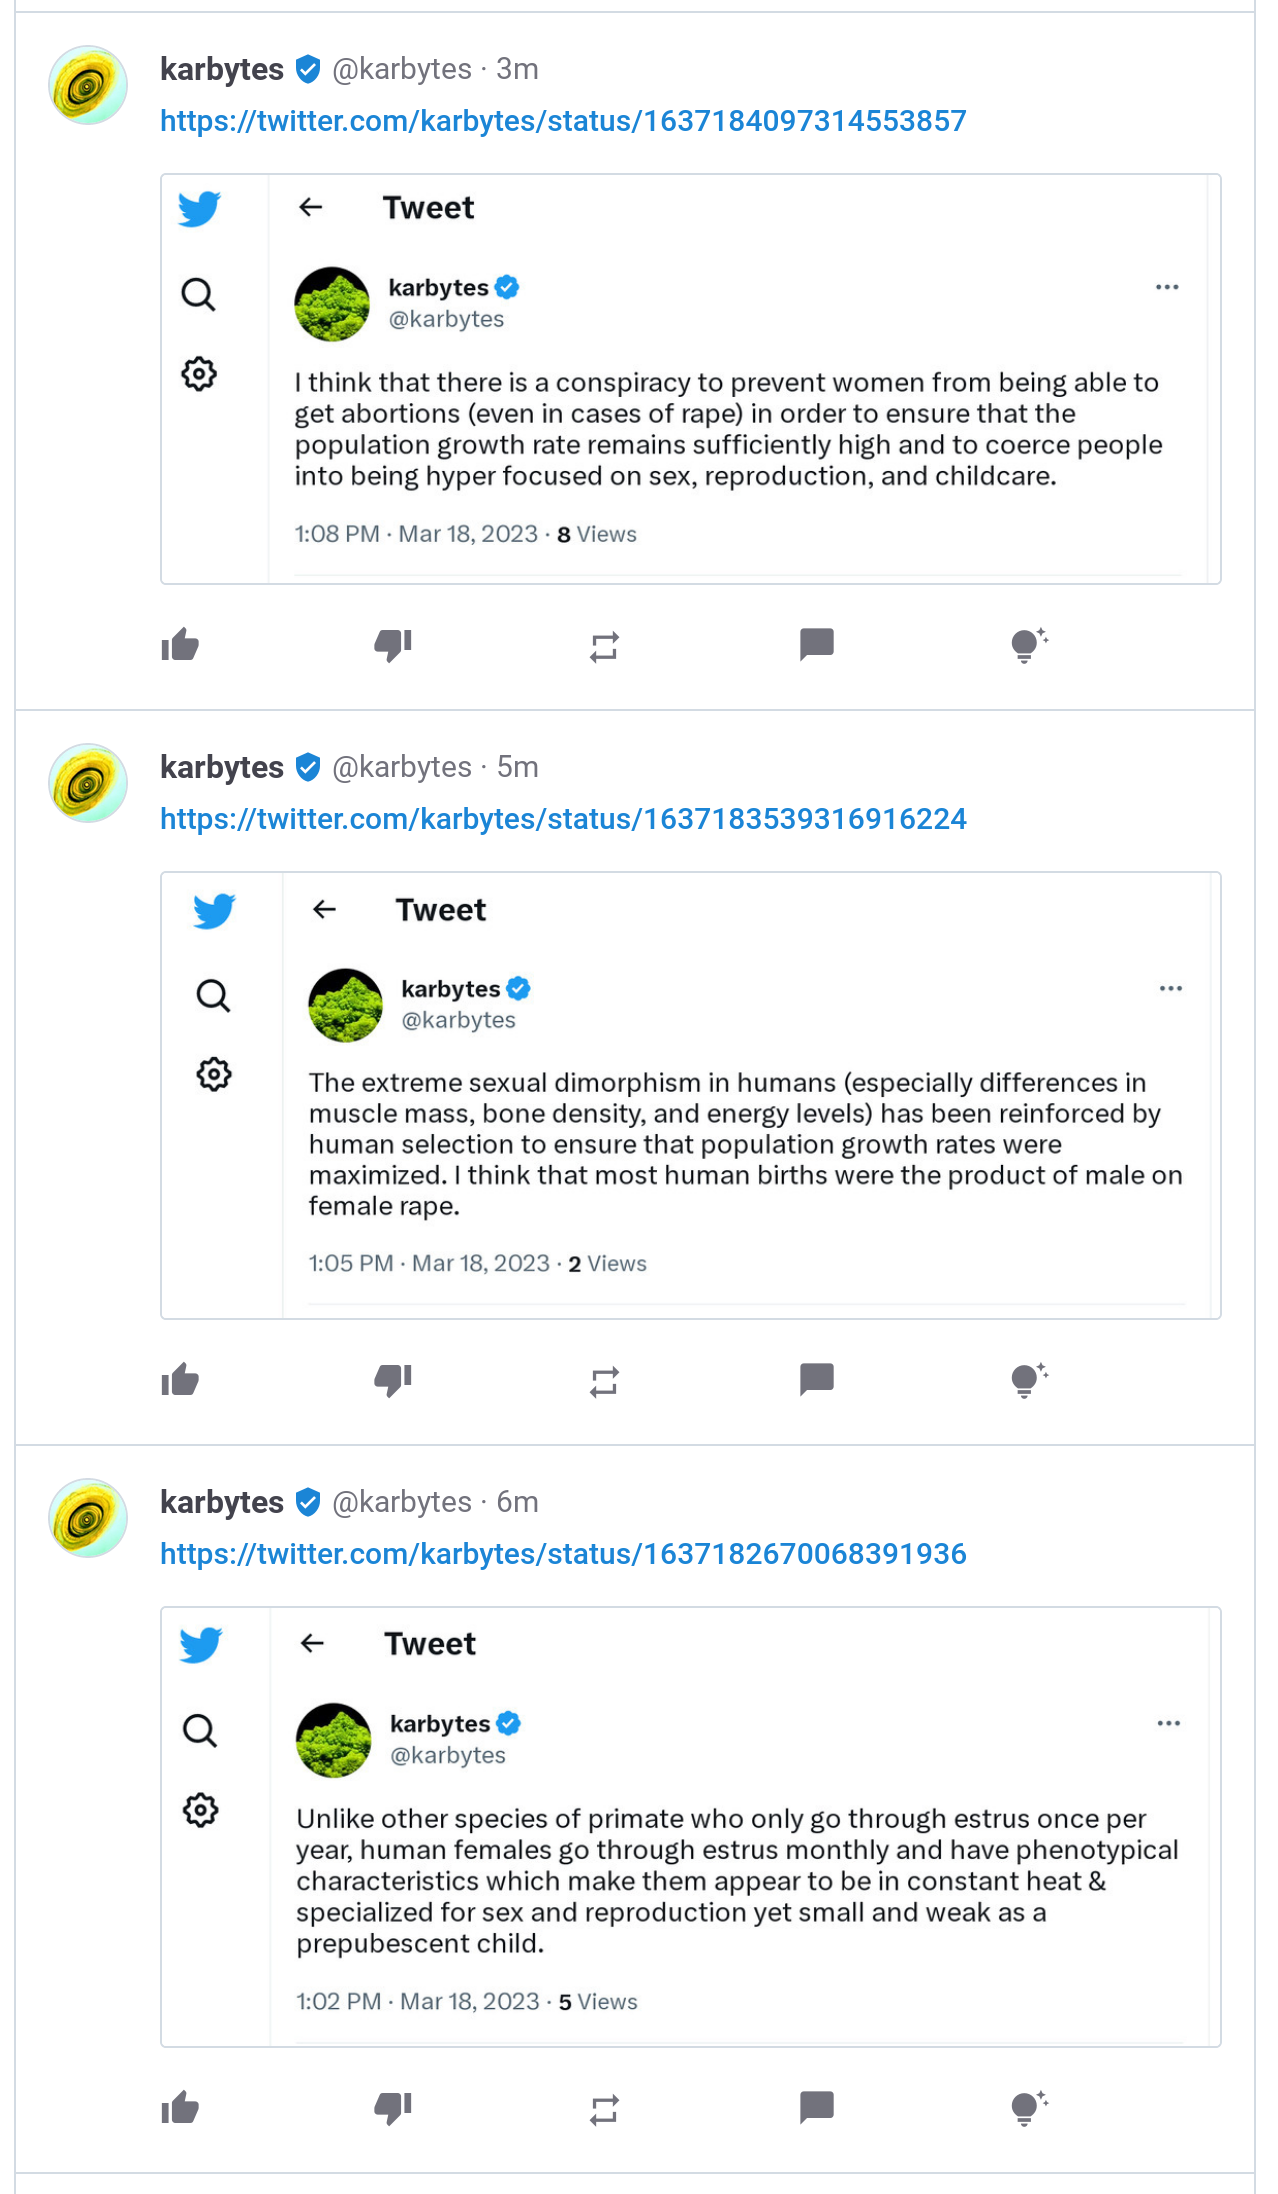 karbytes @karbytes · 3m
https://twitter.com/karbytes/status/1637184097314553857
Tweet
karbytes
@karbytes
I think that there is a conspiracy to prevent women from being able to
get abortions (even in cases of rape) in order to ensure that the
population growth rate remains sufficiently high and to coerce people
into being hyper focused on sex, reproduction, and childcare.
1:08 PM · Mar 18, 2023 · 8 Views
karbytes @karbytes · 5m
https://twitter.com/karbytes/status/1637183539316916224
Tweet
karbytes
@karbytes
The extreme sexual dimorphism in humans (especially differences in
muscle mass, bone density, and energy levels) has been reinforced by
human selection to ensure that population growth rates were
maximized. I think that most human births were the product of male on
female rape.
1:05 PM · Mar 18, 2023 · 2 Views
karbytes @karbytes · 6m
https://twitter.com/karbytes/status/1637182670068391936
Tweet
karbytes
@karbytes
Unlike other species of primate who only go through estrus once per
year, human females go through estrus monthly and have phenotypical
characteristics which make them appear to be in constant heat &
specialized for sex and reproduction yet small and weak as a
prepubescent child.
1:02 PM · Mar 18, 2023 · 5 Views